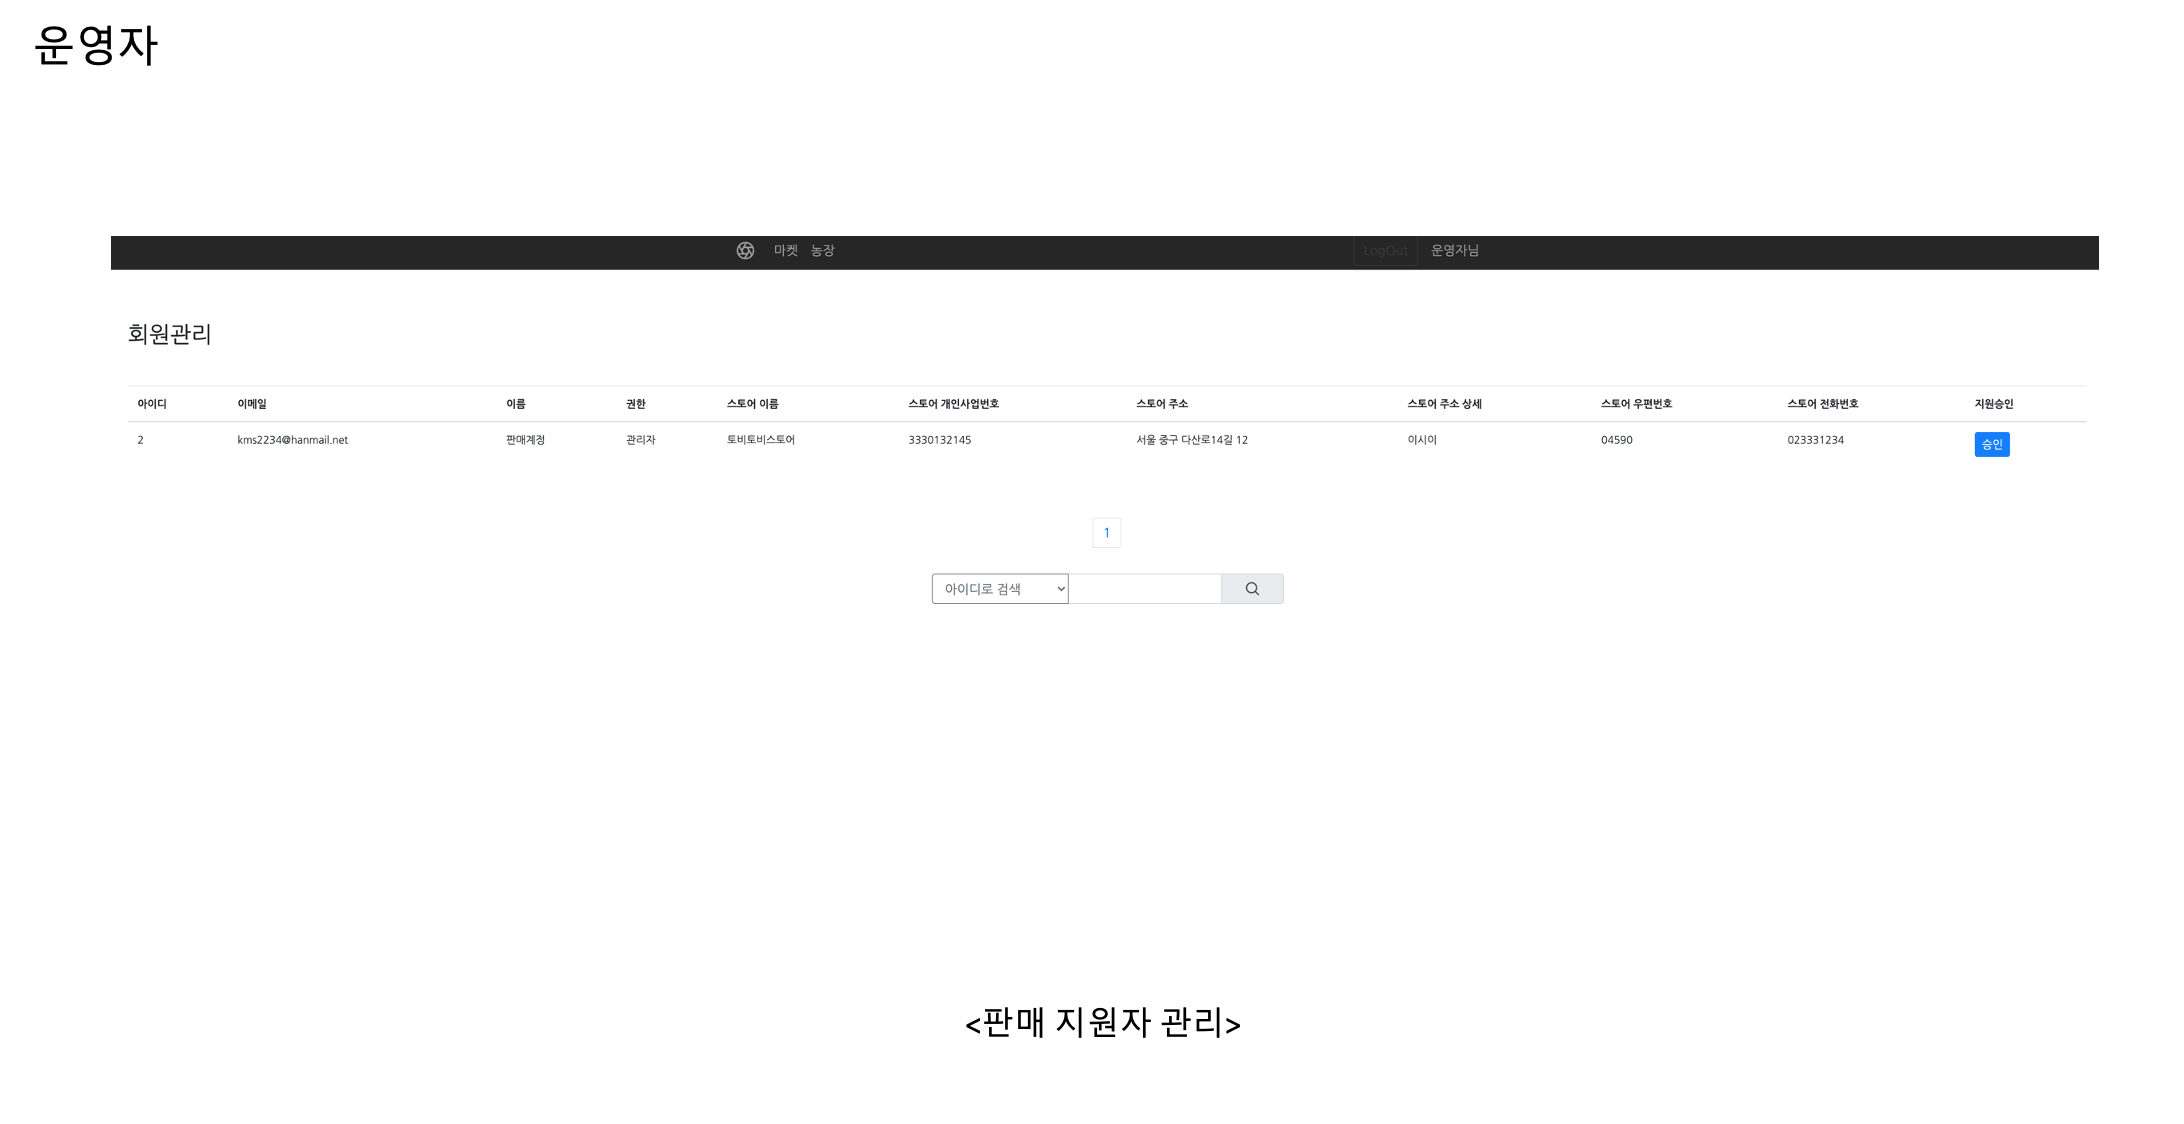 운영자
마켓 농장 LogOut 운영자님
회원관리
아이디 이메일 이름 권한 스토어 이름 스토어 개인사업번호 스토어 주소 스토어 주소 상세 스토어 우편번호 스토어 전화번호 지원승인
2 kms2234@hanmail.net 판매계정 관리자 토비토비스토어 3330132145 서울 중구 다산로14길 12 이시이 04590 023331234 승인
1
아이디로 검색
<판매 지원자 관리>